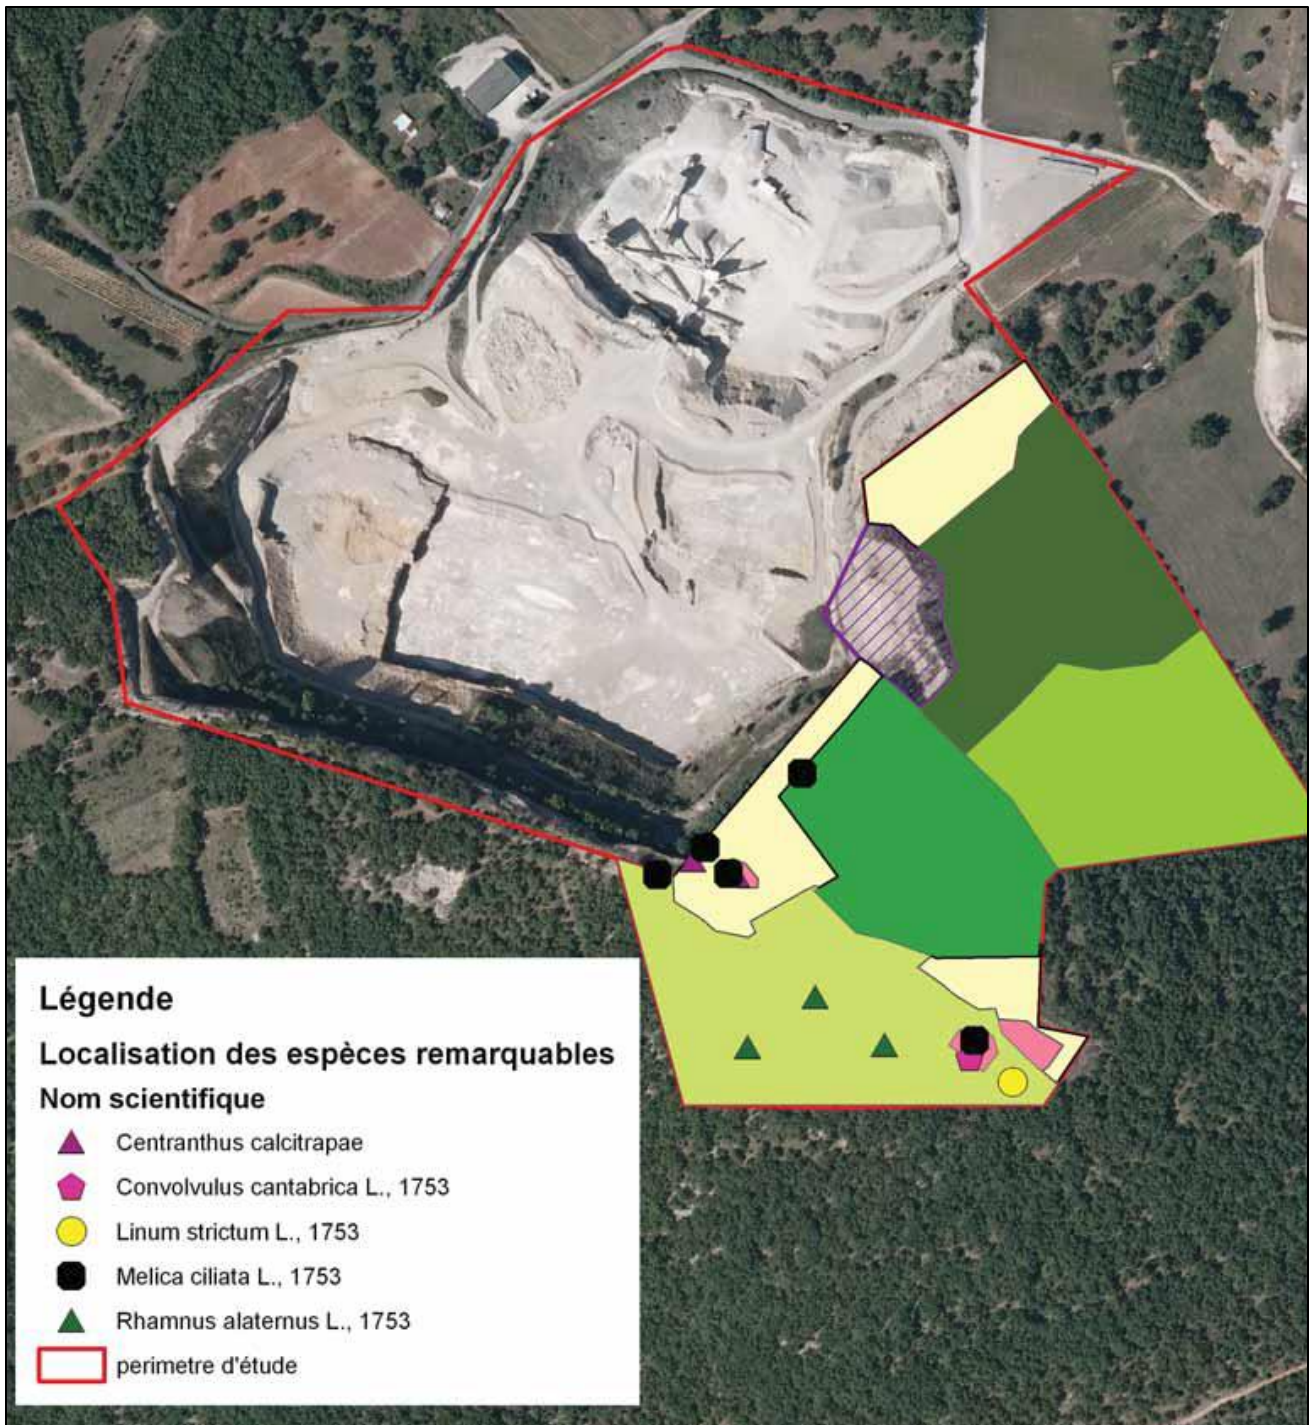 Légende
Localisation des espèces remarquables
Nom scientifique
Centranthus calcitrapae
Convolvulus cantabrica L., 1753
Linum strictum L., 1753
Melica ciliata L., 1753
Rhamnus alaternus L., 1753
perimetre d'étude